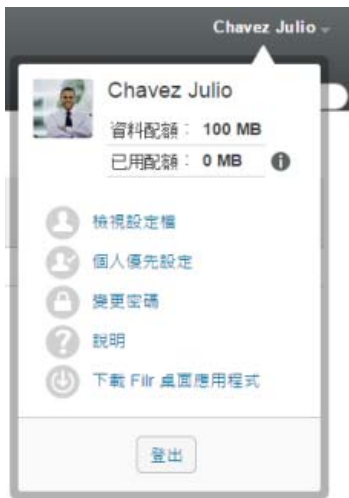 Chavez Julio
Chavez Julio
資料配額： 100 MB
已用配額： 0 MB
檢視設定檔
個人優先設定
變更密碼
說明
下載 Filr 桌面應用程式
登出